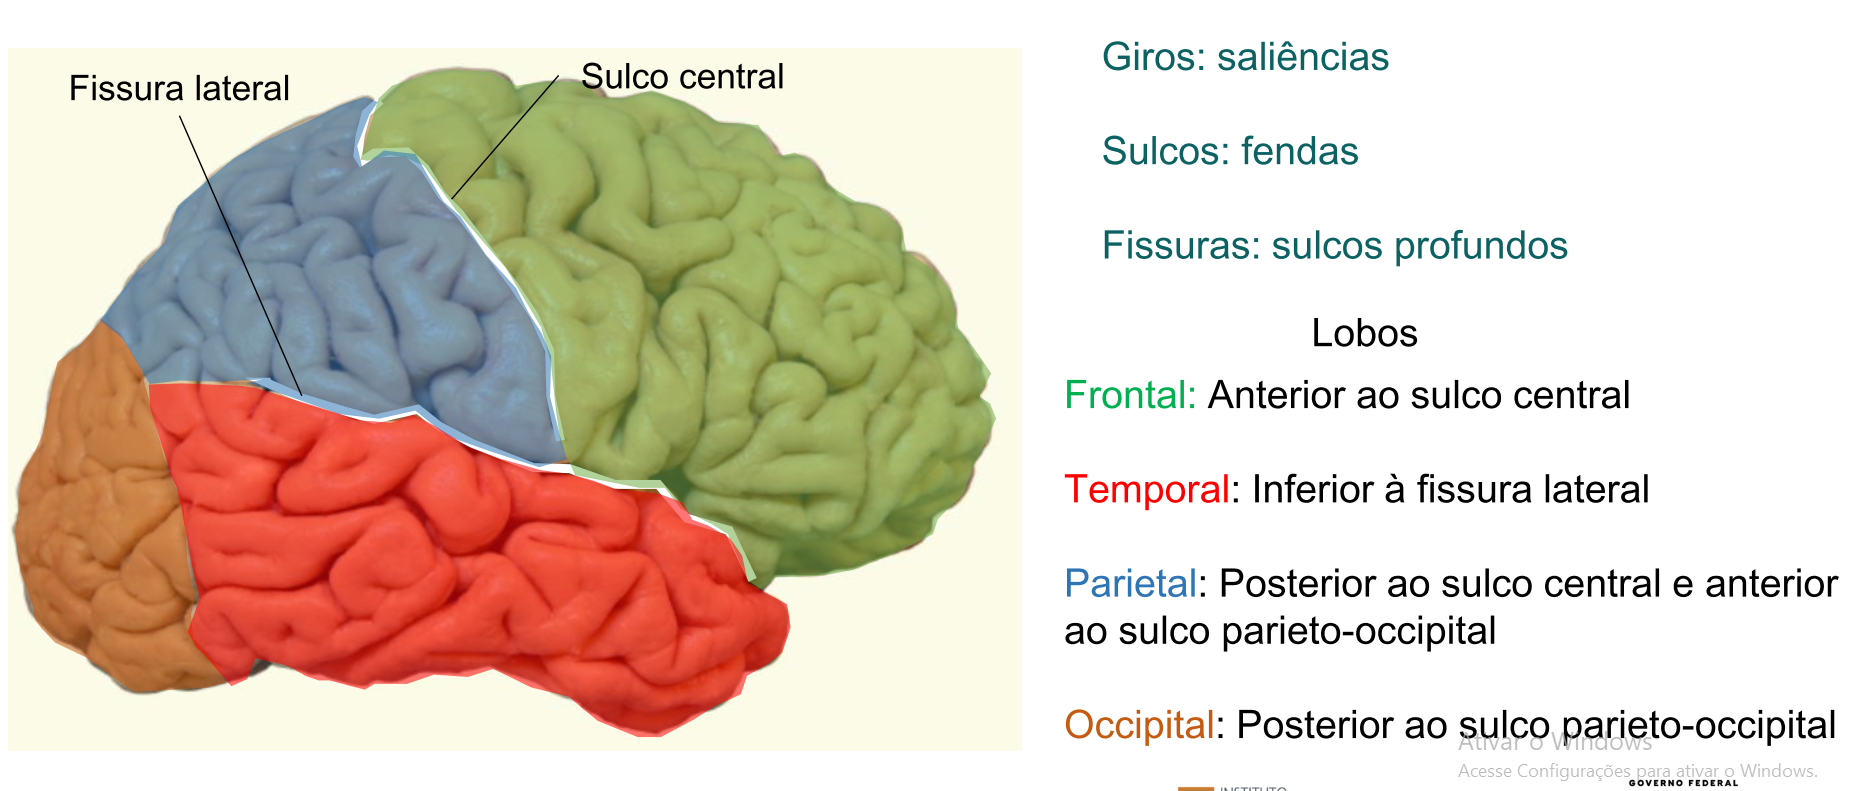 Fissura lateral
Sulco central
Giros: saliências
Sulcos: fendas
Fissuras: sulcos profundos
Lobos
Frontal: Anterior ao sulco central
Temporal: Inferior à fissura lateral
Parietal: Posterior ao sulco central e anterior
ao sulco parieto-occipital
Occipital: Posterior ao sulco parieto-occipital
Ativar o Windows
Acesse Configurações para ativar o Windows.
GOVERNO FEDERAL
INSTITUTO